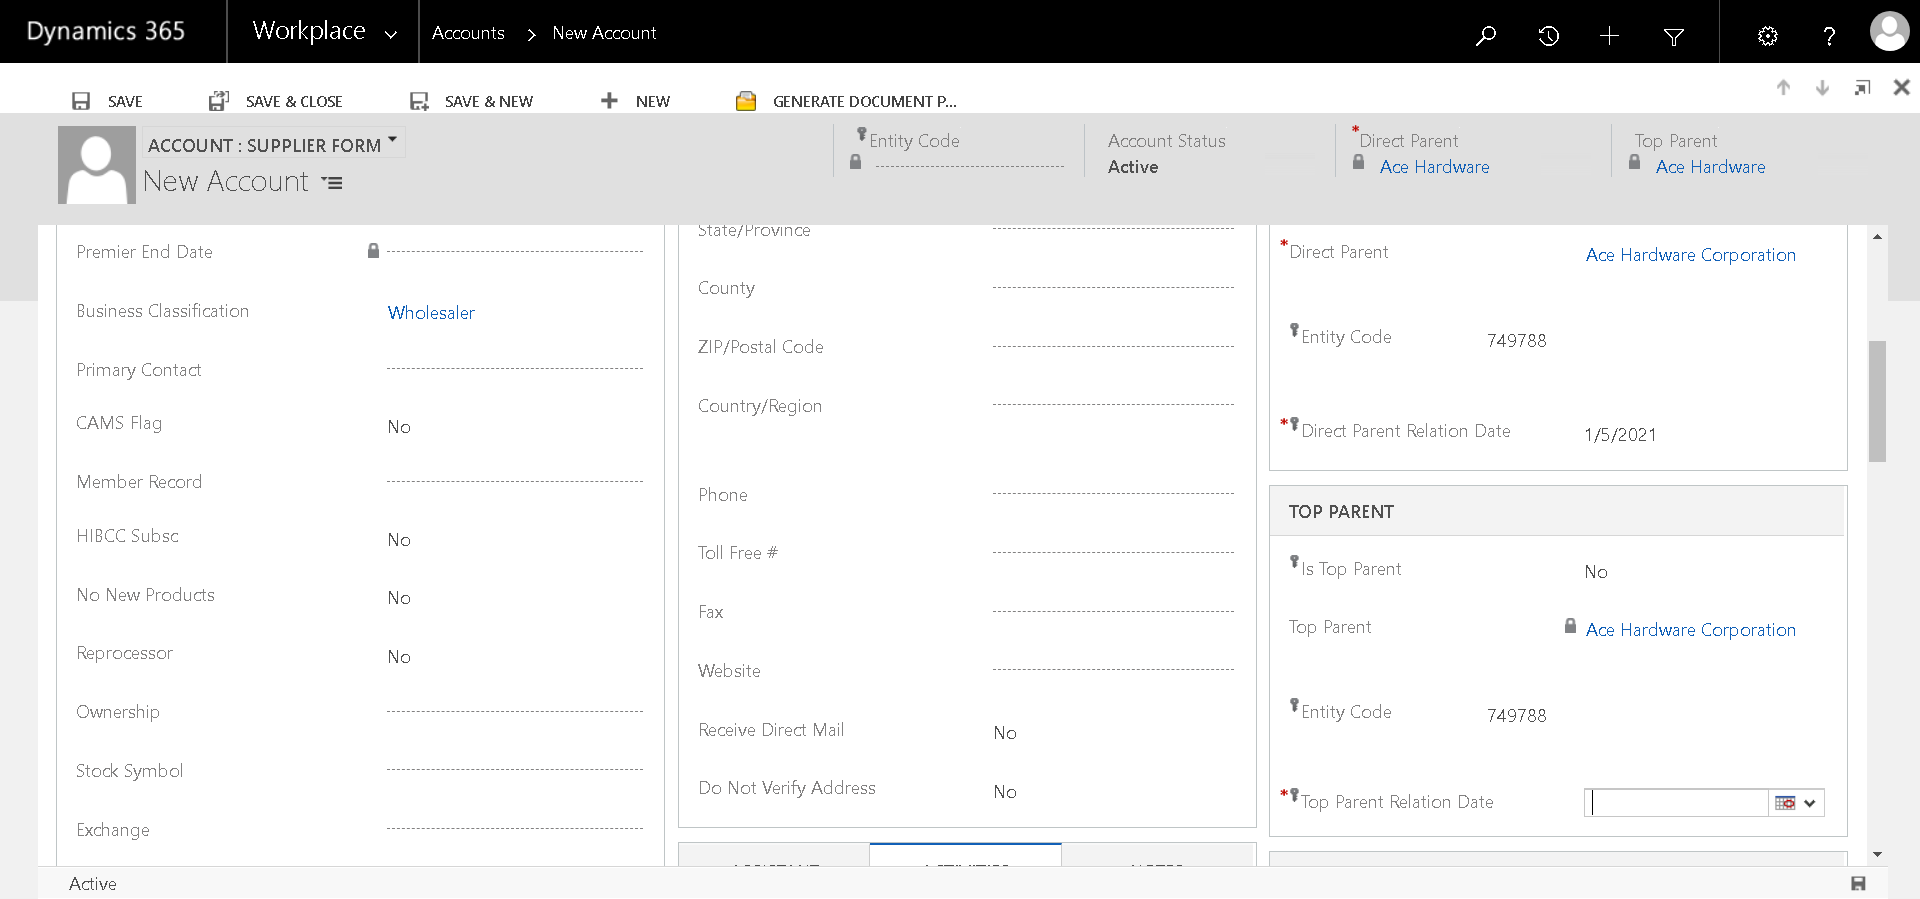 Dynamics 365
Workplace
Accounts > New Account
SAVE
SAVE & CLOSE
SAVE & NEW
NEW
GENERATE DOCUMENT P...
ACCOUNT : SUPPLIER FORM
New Account
Entity Code
Account Status
Active
*Direct Parent
Ace Hardware
Top Parent
Ace Hardware
Premier End Date
Business Classification
Wholesaler
Primary Contact
CAMS Flag
No
Member Record
HIBCC Subsc
No
No New Products
No
Reprocessor
No
Ownership
Stock Symbol
Exchange
State/Province
County
ZIP/Postal Code
Country/Region
Phone
Toll Free #
Fax
Website
Receive Direct Mail
No
Do Not Verify Address
No
ASSISTANT
ACTIVITIES
NOTES
*Direct Parent
Ace Hardware Corporation
Entity Code
749788
*Direct Parent Relation Date
1/5/2021
TOP PARENT
Is Top Parent
No
Top Parent
Ace Hardware Corporation
Entity Code
749788
*Top Parent Relation Date
Active